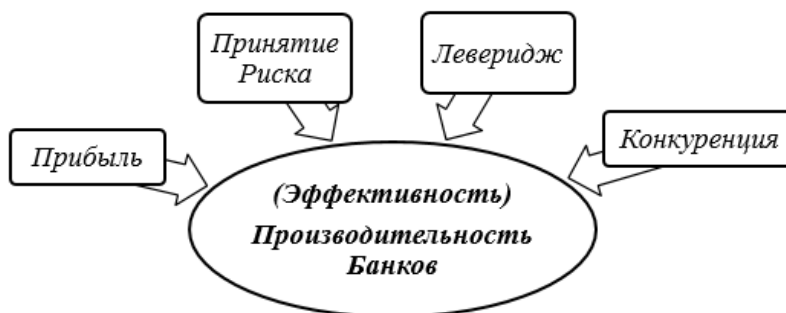 Принятие
Риска
Леверидж
Прибыль
Конкуренция
(Эффективность)
Производительность
Банков